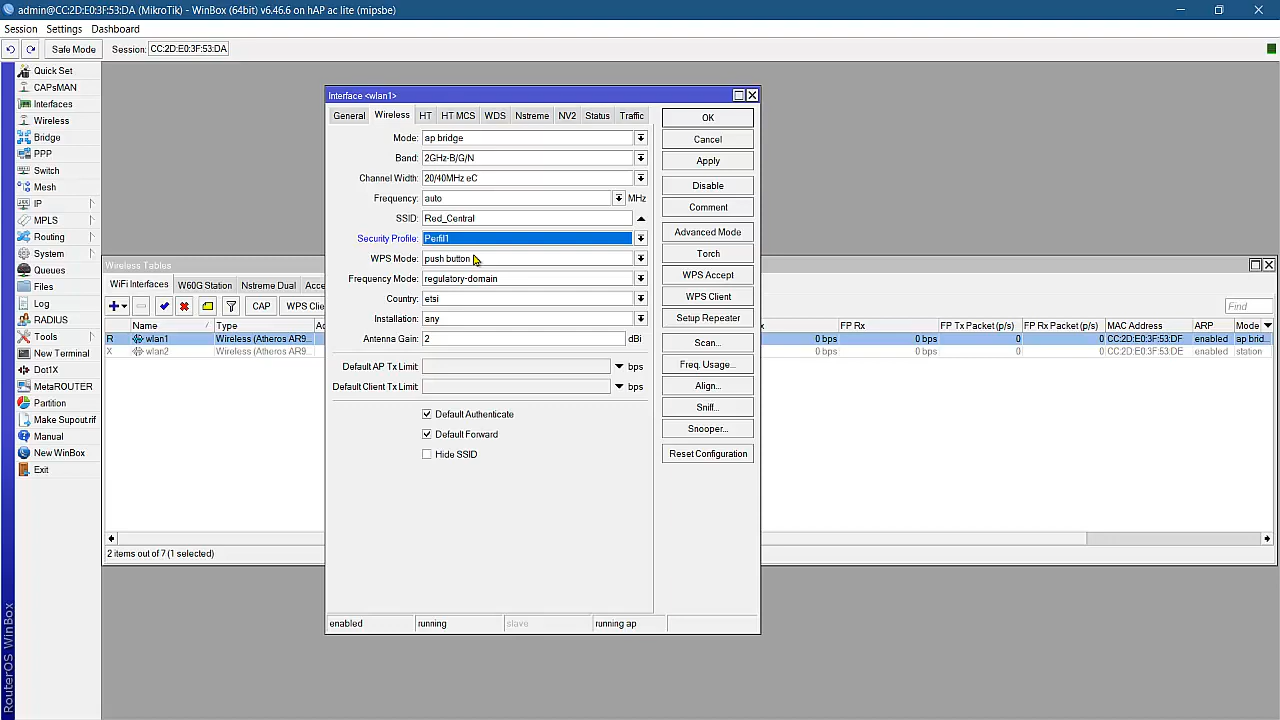 admin@CC:2D:E0:3F:53:DA (MikroTik) - WinBox (64bit) v6.46.6 on hAP ac lite (mipsbe)
Session Settings Dashboard
Safe Mode Session: CC:2D:E0:3F:53:DA
Quick Set
CAPsMAN
Interfaces
Wireless
Bridge
PPP
Switch
Mesh
IP
MPLS
Routing
System
Queues
Files
Log
RADIUS
Tools
New Terminal
Dot1X
MetaROUTER
Partition
Make Supout.rif
Manual
New WinBox
Exit
RouterOS WinBox
Interface <wlan1>
General Wireless HT HT MCS WDS Nstreme NV2 Status Traffic
Mode: ap bridge
Band: 2GHz-B/G/N
Channel Width: 20/40MHz eC
Frequency: auto MHz
SSID: Red_Central
Security Profile: Perfil1
WPS Mode: push button
Frequency Mode: regulatory-domain
Country: etsi
Installation: any
Antenna Gain: 2 dBi
Default AP Tx Limit: bps
Default Client Tx Limit: bps
Default Authenticate
Default Forward
Hide SSID
OK
Cancel
Apply
Disable
Comment
Advanced Mode
Torch
WPS Accept
WPS Client
Setup Repeater
Scan...
Freq. Usage...
Align...
Sniff...
Snooper...
Reset Configuration
enabled running slave running ap
Wireless Tables
WiFi Interfaces W60G Station Nstreme Dual Acce
CAP WPS Clie Find
Name Type Ac x FP Rx FP Tx Packet (p/s) FP Rx Packet (p/s) MAC Address ARP Mode
R wlan1 Wireless (Atheros AR9... 0 bps 0 bps 0 0 CC:2D:E0:3F:53:DF enabled ap brid...
X wlan2 Wireless (Atheros AR9... 0 bps 0 bps 0 0 CC:2D:E0:3F:53:DE enabled station
2 items out of 7 (1 selected)